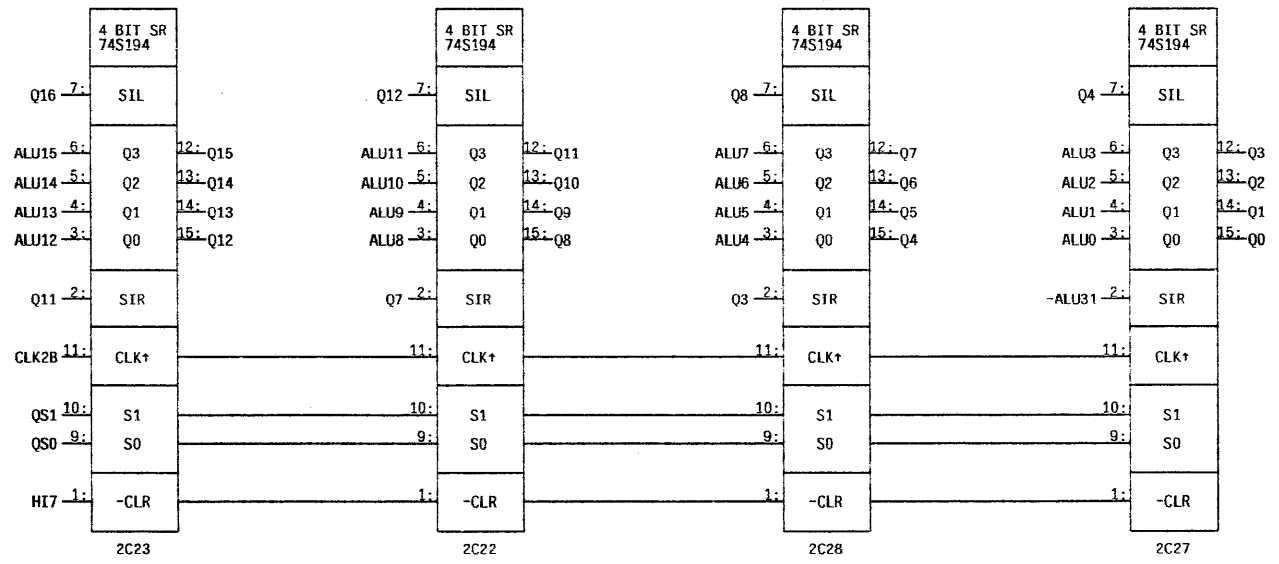 4 BIT SR 4 BIT SR 4 BIT SR 4 BIT SR
74S194 74S194 74S194 74S194
Q16 7: SIL Q12 7: SIL Q8 7: SIL Q4 7: SIL
ALU15 6: Q3 12: Q15 ALU11 6: Q3 12: Q11 ALU7 6: Q3 12: Q7 ALU3 6: Q3 12: Q3
ALU14 5: Q2 13: Q14 ALU10 5: Q2 13: Q10 ALU6 5: Q2 13: Q6 ALU2 5: Q2 13: Q2
ALU13 4: Q1 14: Q13 ALU9 4: Q1 14: Q9 ALU5 4: Q1 14: Q5 ALU1 4: Q1 14: Q1
ALU12 3: Q0 15: Q12 ALU8 3: Q0 15: Q8 ALU4 3: Q0 15: Q4 ALU0 3: Q0 15: Q0
Q11 2: SIR Q7 2: SIR Q3 2: SIR -ALU31 2: SIR
CLK2B 11: CLK↑ 11: CLK↑ 11: CLK↑ 11: CLK↑
QS1 10: S1 10: S1 10: S1 10: S1
QS0 9: S0 9: S0 9: S0 9: S0
HI7 1: -CLR 1: -CLR 1: -CLR 1: -CLR
2C23 2C22 2C28 2C27